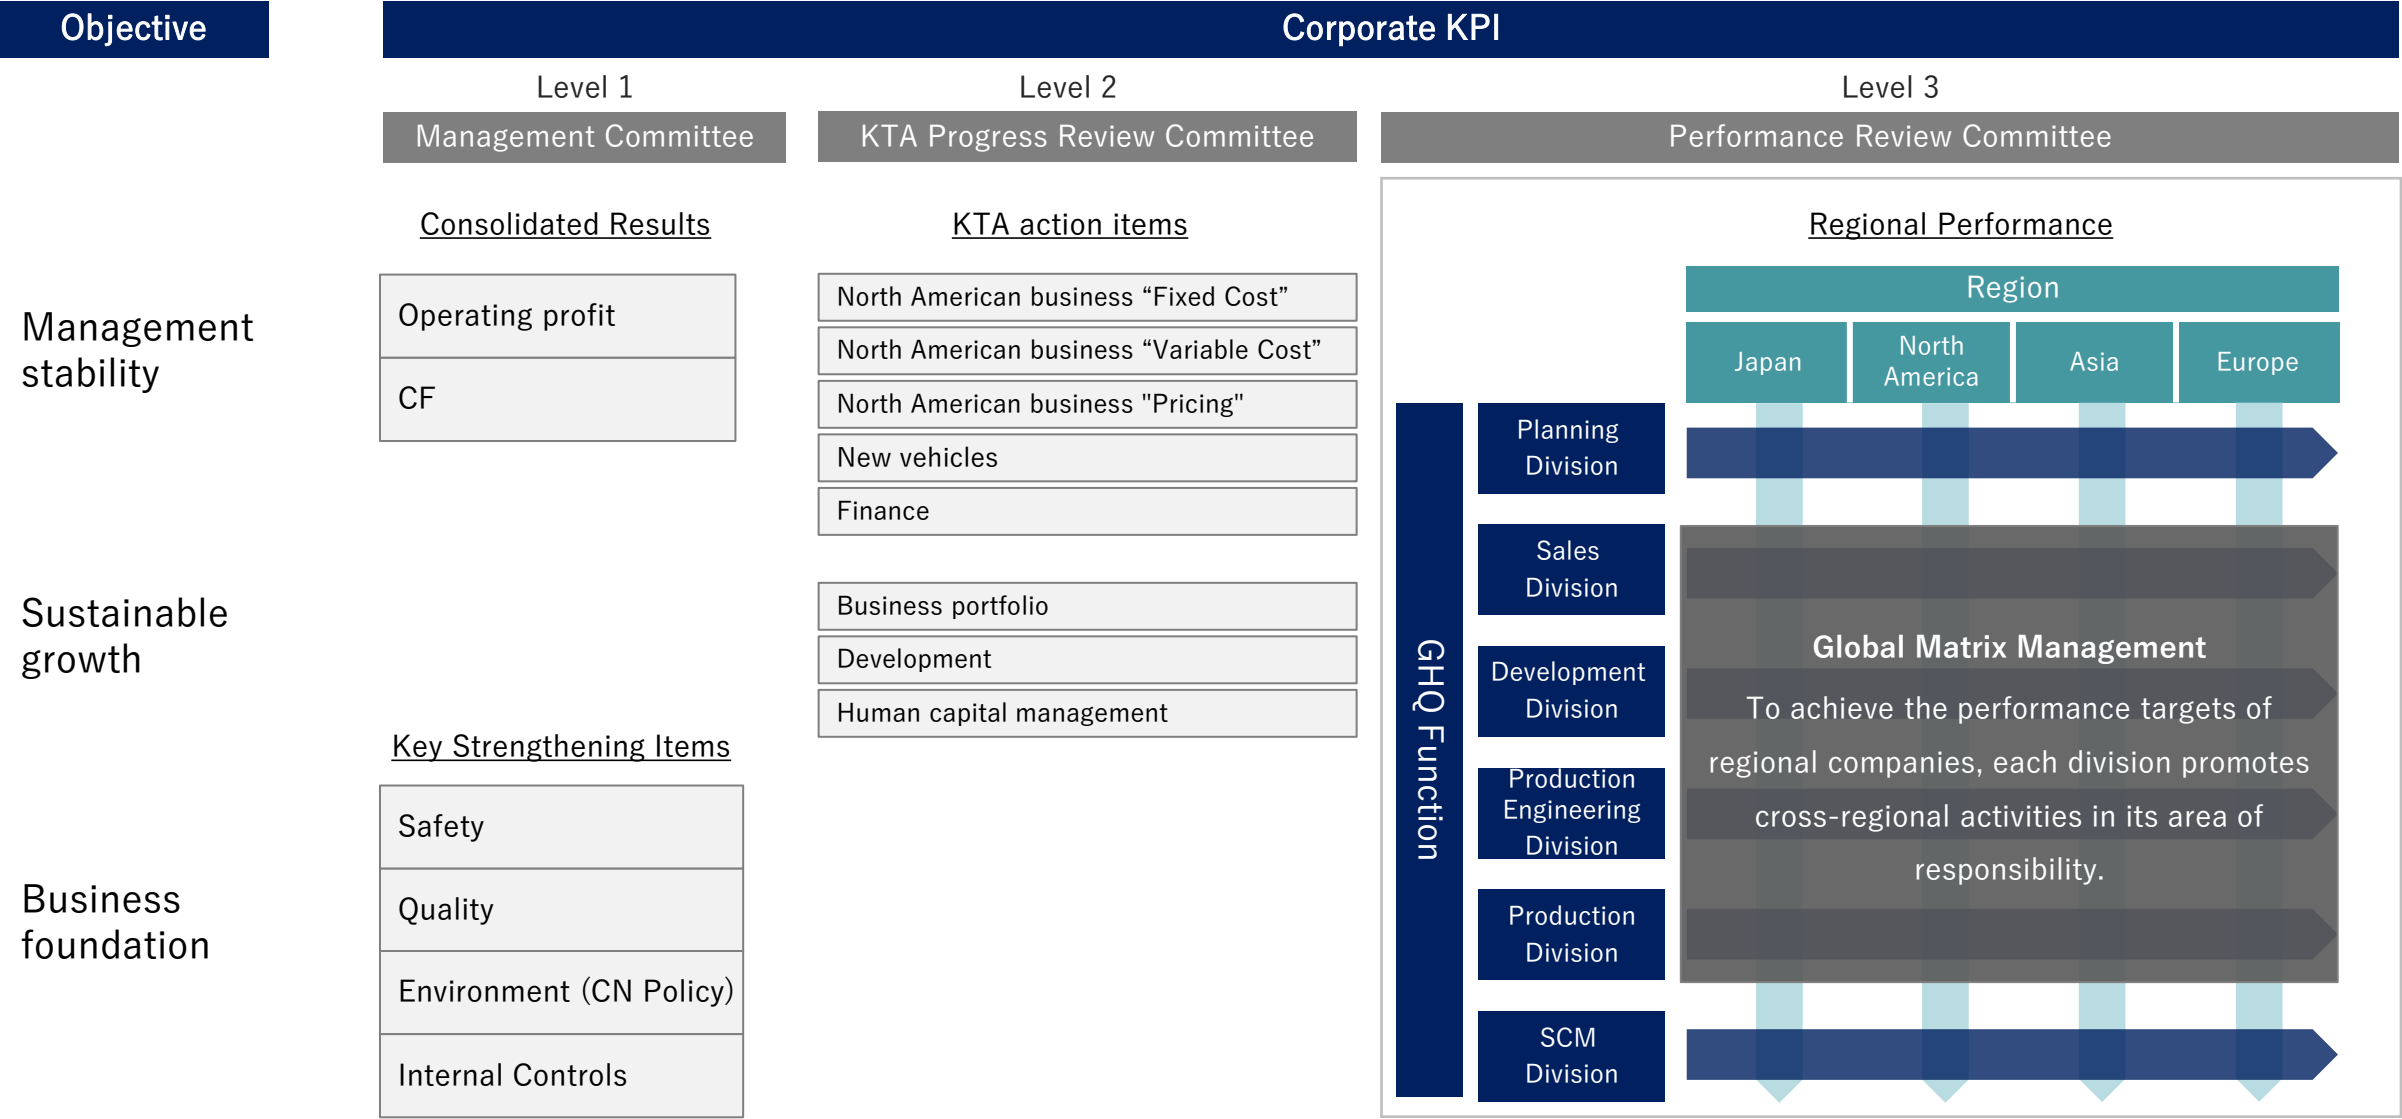 Objective
Corporate KPI
Level 1
Level 2
Level 3
Management Committee
KTA Progress Review Committee
Performance Review Committee
Consolidated Results
KTA action items
Regional Performance
Management
stability
Operating profit
CF
North American business “Fixed Cost”
North American business “Variable Cost”
North American business "Pricing"
New vehicles
Finance
Sustainable
growth
Business portfolio
Development
Human capital management
Key Strengthening Items
Business
foundation
Safety
Quality
Environment (CN Policy)
Internal Controls
Region
Japan
North
America
Asia
Europe
GHQ Function
Planning
Division
Sales
Division
Development
Division
Production
Engineering
Division
Production
Division
SCM
Division
Global Matrix Management
To achieve the performance targets of
regional companies, each division promotes
cross-regional activities in its area of
responsibility.